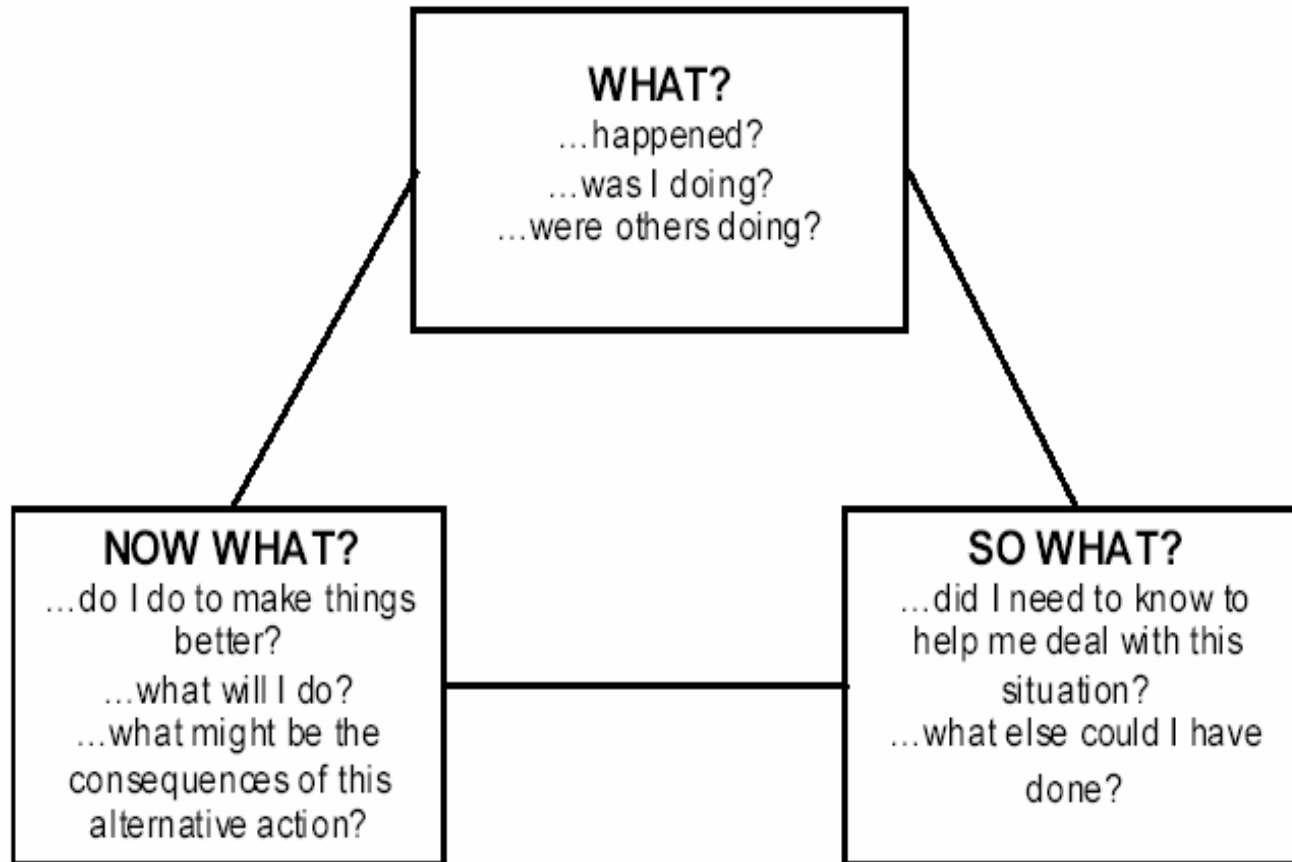 WHAT?
...happened?
...was I doing?
...were others doing?
NOW WHAT?
...do I do to make things
better?
...what will I do?
...what might be the
consequences of this
alternative action?
SO WHAT?
...did I need to know to
help me deal with this
situation?
...what else could I have
done?